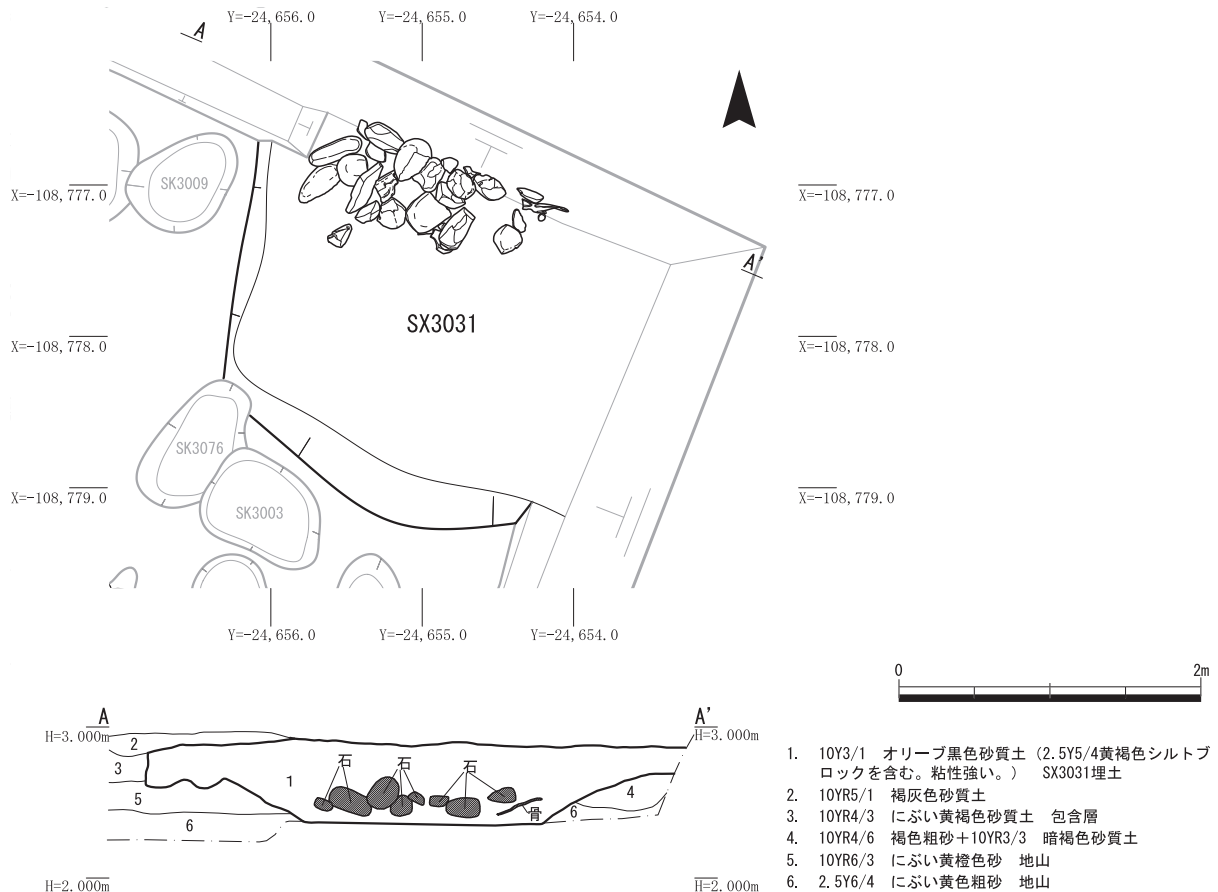 Y=-24,656.0 Y=-24,655.0 Y=-24,654.0
A
SK3009
X=-108,777.0 X=-108,777.0
A'
SX3031
X=-108,778.0 X=-108,778.0
SK3076
X=-108,779.0 X=-108,779.0
SK3003
Y=-24,656.0 Y=-24,655.0 Y=-24,654.0
0 2m
A A'
H=3.000m H=3.000m
2
石 石 石
3 1 4
5
骨 6
6
H=2.000m H=2.000m
1. 10Y3/1 オリーブ黒色砂質土（2.5Y5/4黄褐色シルトブ
ロックを含む。粘性強い。） SX3031埋土
2. 10YR5/1 褐灰色砂質土
3. 10YR4/3 にぶい黄褐色砂質土 包含層
4. 10YR4/6 褐色粗砂＋10YR3/3 暗褐色砂質土
5. 10YR6/3 にぶい黄橙色砂 地山
6. 2.5Y6/4 にぶい黄色粗砂 地山